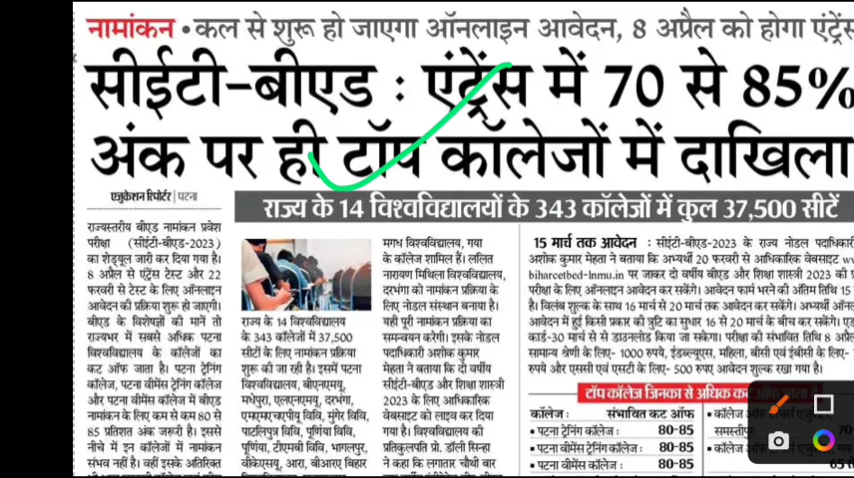 नामांकन • कल से शुरू हो जाएगा ऑनलाइन आवेदन, 8 अप्रैल को होगा एंट्रेंस
सीईटी-बीएड : एंट्रेंस में 70 से 85%
अंक पर ही टॉप कॉलेजों में दाखिला
एजुकेशन रिपोर्टर | पटना
राज्य के 14 विश्वविद्यालयों के 343 कॉलेजों में कुल 37,500 सीटें
राज्यस्तरीय बीएड नामांकन प्रवेश
परीक्षा (सीईटी-बीएड-2023)
का शेड्यूल जारी कर दिया गया है।
8 अप्रैल से एंट्रेंस टेस्ट और 22
फरवरी से टेस्ट के लिए ऑनलाइन
आवेदन की प्रक्रिया शुरू हो जाएगी।
बीएड के विशेषज्ञों की मानें तो
राज्यभर में सबसे अधिक पटना
विश्वविद्यालय के कॉलेजों का
कट ऑफ जाता है। पटना ट्रेनिंग
कॉलेज, पटना वीमेंस ट्रेनिंग कॉलेज
और पटना वीमेंस कॉलेज में बीएड
नामांकन के लिए कम से कम 80 से
85 प्रतिशत अंक जरूरी है। इससे
नीचे में इन कॉलेजों में नामांकन
संभव नहीं है। वहीं इसके अतिरिक्त
राज्य के 14 विश्वविद्यालय
के 343 कॉलेजों में 37,500
सीटों के लिए नामांकन प्रक्रिया
शुरू की जा रही है। इसमें पटना
विश्वविद्यालय, बीएनएमयू,
मधेपुरा, एलएनएमयू, दरभंगा,
एमएमएचएपीयू विवि, मुंगेर विवि,
पाटलिपुत्र विवि, पूर्णिया विवि,
पूर्णिया, टीएमबी विवि, भागलपुर,
वीकेएसयू, आरा, बीआरए बिहार
मगध विश्वविद्यालय, गया
के कॉलेज शामिल हैं। ललित
नारायण मिथिला विश्वविद्यालय,
दरभंगा को नामांकन प्रक्रिया के
लिए नोडल संस्थान बनाया है।
यही पूरी नामांकन प्रक्रिया का
समन्वयन करेगी। इसके नोडल
पदाधिकारी अशोक कुमार
मेहता ने बताया कि दो वर्षीय
सीईटी-बीएड और शिक्षा शास्त्री
2023 के लिए आधिकारिक
वेबसाइट को लाइव कर दिया
गया है। विश्वविद्यालय की
प्रतिकुलपति प्रो. डॉली सिन्हा
ने कहा कि लगातार चौथी बार
15 मार्च तक आवेदन : सीईटी-बीएड-2023 के राज्य नोडल पदाधिकारी
अशोक कुमार मेहता ने बताया कि अभ्यर्थी 20 फरवरी से आधिकारिक वेबसाइट
biharcetbed-lnmu.in पर जाकर दो वर्षीय बीएड और शिक्षा शास्त्री 2023 की
परीक्षा के लिए ऑनलाइन आवेदन कर सकेंगे। आवेदन फार्म भरने की अंतिम तिथि 15
है। विलंब शुल्क के साथ 16 मार्च से 20 मार्च तक आवेदन कर सकेंगे। अभ्यर्थी
आवेदन में हुई किसी प्रकार की त्रुटि का सुधार 16 से 20 मार्च के बीच कर सकेंगे।
कार्ड-30 मार्च से से डाउनलोड किया जा सकेगा। परीक्षा की संभावित तिथि 8
सामान्य श्रेणी के लिए- 1000 रुपये, ईडब्ल्यूएस, महिला, बीसी एवं ईबीसी के लिए-
रुपये और एससी एवं एसटी के लिए- 500 रुपए आवेदन शुल्क रखा गया है।
टॉप कॉलेज जिनका से अधिक
कॉलेज : संभावित कट ऑफ
• पटना ट्रेनिंग कॉलेज : 80-85
• पटना वीमेंस ट्रेनिंग कॉलेज : 80-85
• पटना वीमेंस कॉलेज : 80-85
• कॉलेज ऑफ
समस्तीपुर: 70
• कॉलेज
65